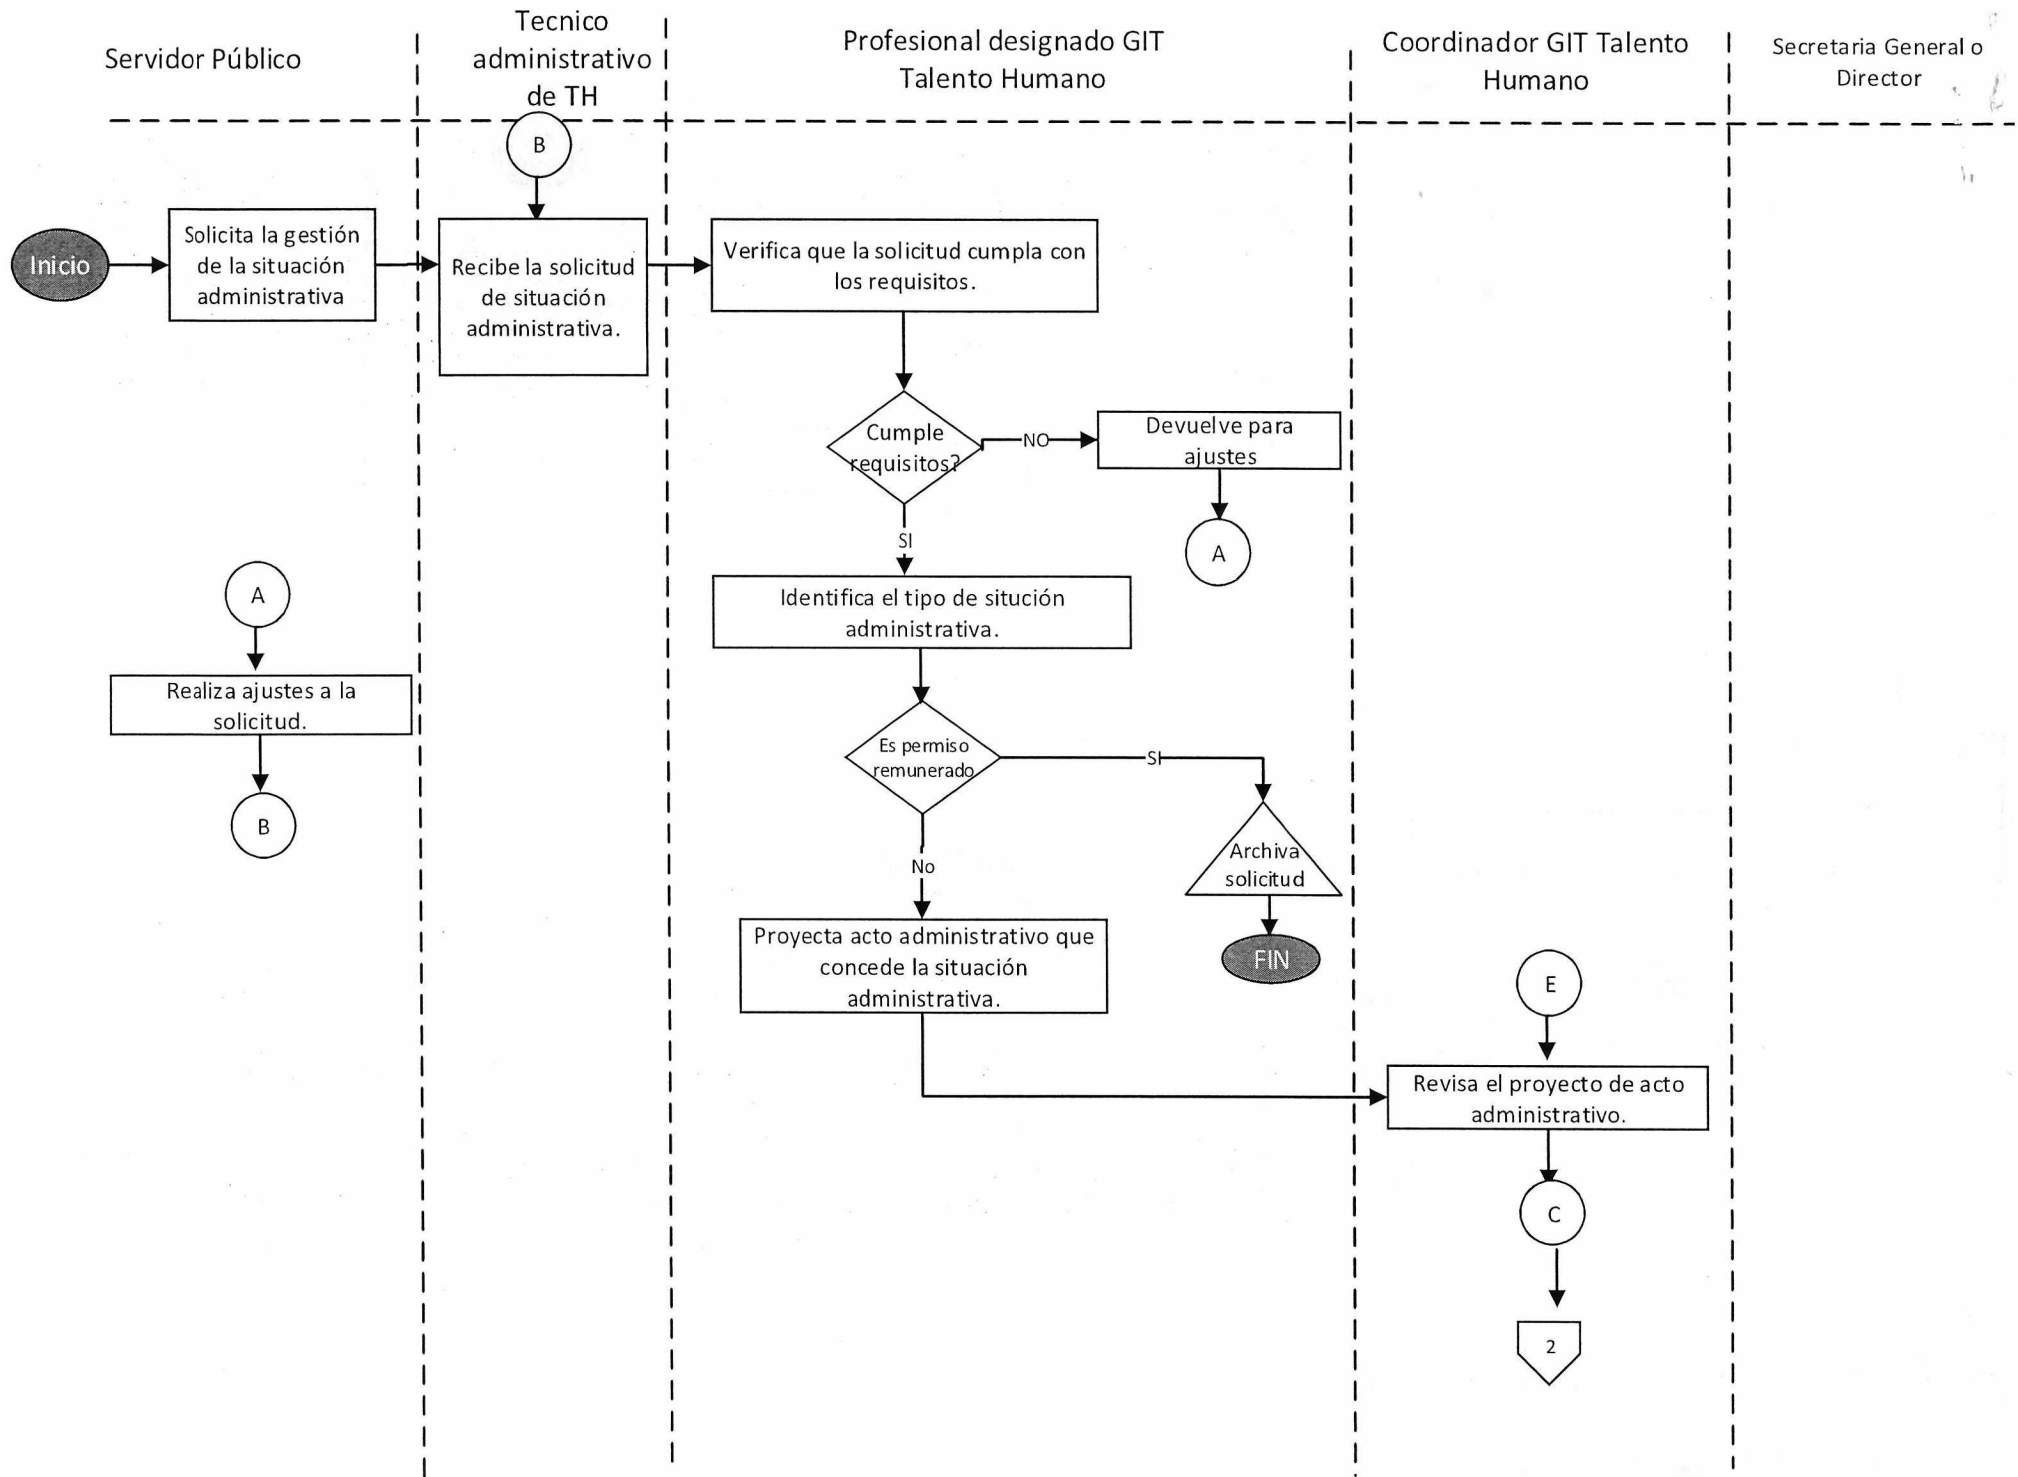 Servidor Público
Tecnico
administrativo
de TH
Profesional designado GIT
Talento Humano
Coordinador GIT Talento
Humano
Secretaria General o
Director
B
Inicio
Solicita la gestión
de la situación
administrativa
Recibe la solicitud
de situación
administrativa.
Verifica que la solicitud cumpla con
los requisitos.
Cumple
requisitos?
NO
Devuelve para
ajustes
A
SI
Identifica el tipo de situción
administrativa.
A
Realiza ajustes a la
solicitud.
B
Es permiso
remunerado
SI
Archiva
solicitud
FIN
No
Proyecta acto administrativo que
concede la situación
administrativa.
E
Revisa el proyecto de acto
administrativo.
C
2